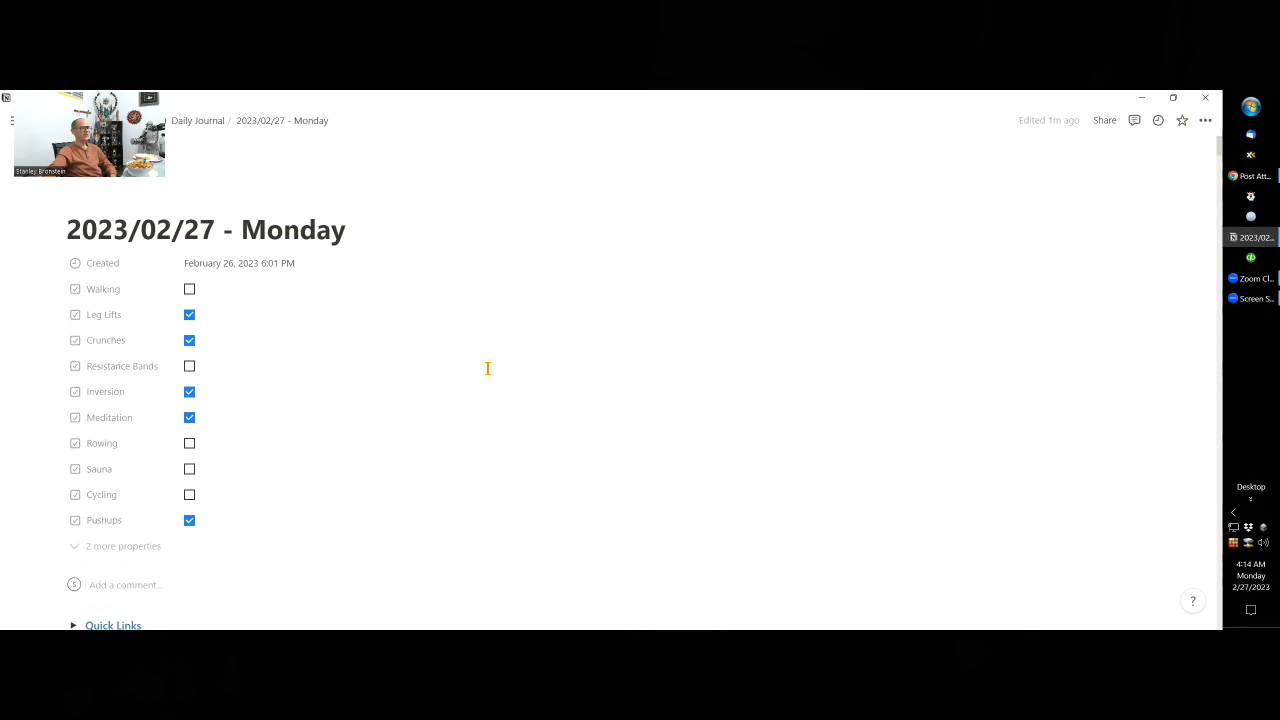 Daily Journal / 2023/02/27 - Monday
Edited 1m ago
Share
Stanley Bronstein
2023/02/27 - Monday
Created February 26, 2023 6:01 PM
Walking
Leg Lifts
Crunches
Resistance Bands
Inversion
Meditation
Rowing
Sauna
Cycling
Pushups
2 more properties
S Add a comment...
Quick Links
?
Post Att...
2023/02...
Zoom Cl...
Screen S...
Desktop
4:14 AM
Monday
2/27/2023